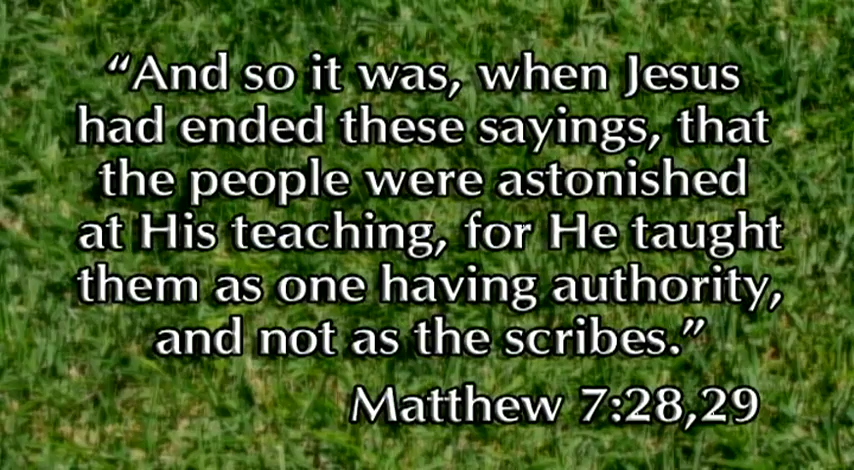 “And so it was, when Jesus
had ended these sayings, that
the people were astonished
at His teaching, for He taught
them as one having authority,
and not as the scribes.”
Matthew 7:28,29